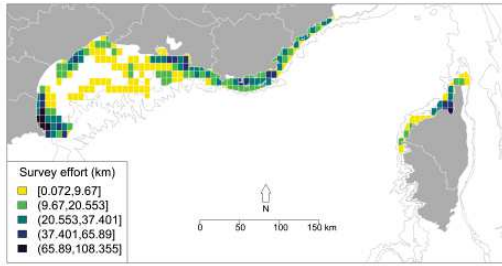 Survey effort (km)
[0.072,9.67]
(9.67,20.553]
(20.553,37.401]
(37.401,65.89]
(65.89,108.355]
N
0 50 100 150 km